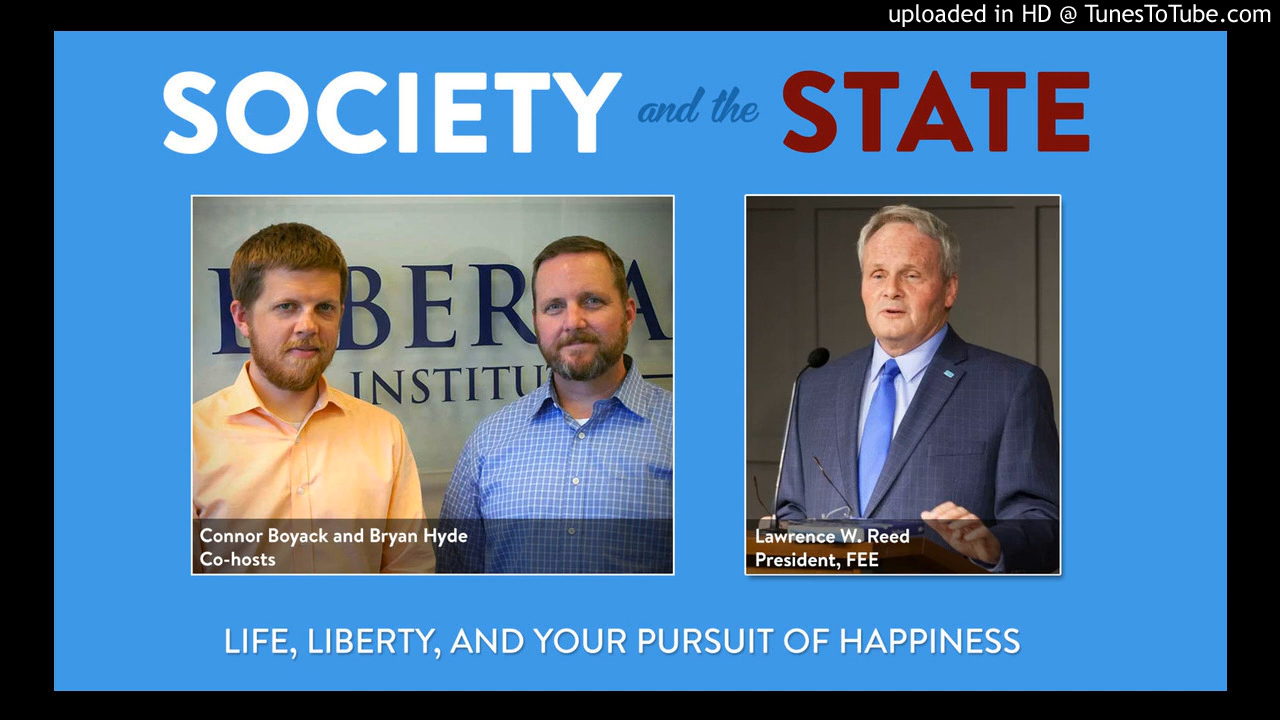 uploaded in HD @ TunesToTube.com
SOCIETY and the STATE
INSTITU
Connor Boyack and Bryan Hyde
Co-hosts
Lawrence W. Reed
President, FEE
LIFE, LIBERTY, AND YOUR PURSUIT OF HAPPINESS